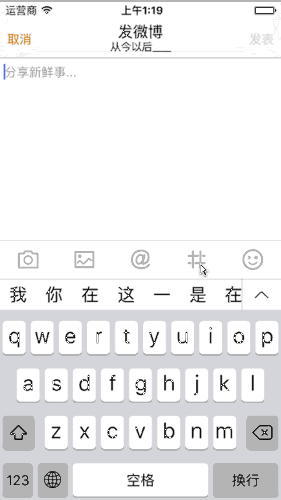 运营商 上午1:19
取消 发微博 发表
从今以后____
分享新鲜事...
@ #
我 你 在 这 一 是 在
q w e r t y u i o p
a s d f g h j k l
z x c v b n m
123 空格 换行